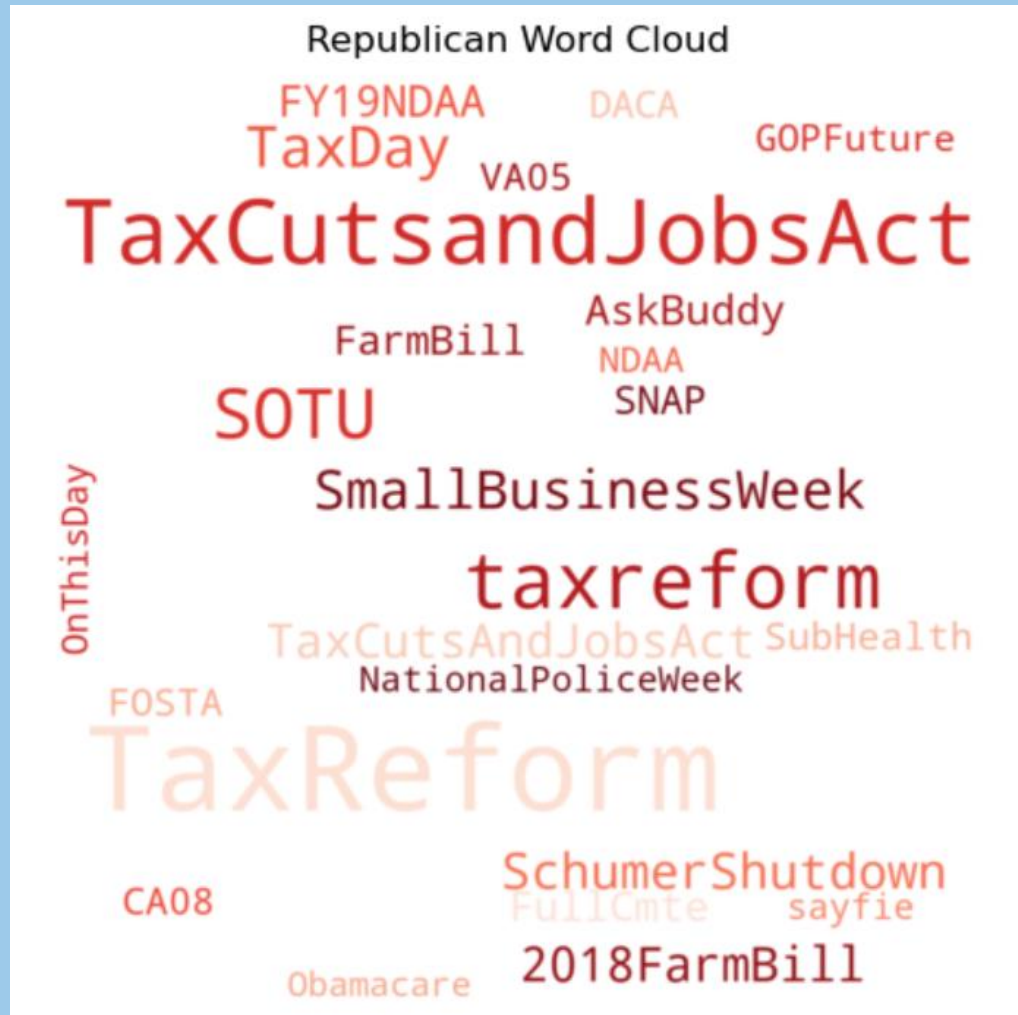 Republican Word Cloud
FY19NDAA
DACA
TaxDay
GOPFuture
VA05
TaxCutsandJobsAct
AskBuddy
FarmBill
NDAA
SNAP
SOTU
SmallBusinessWeek
OnThisDay
taxreform
TaxCutsAndJobsAct
SubHealth
NationalPoliceWeek
FOSTA
TaxReform
SchumerShutdown
CA08
FullCmte
sayfie
2018FarmBill
Obamacare